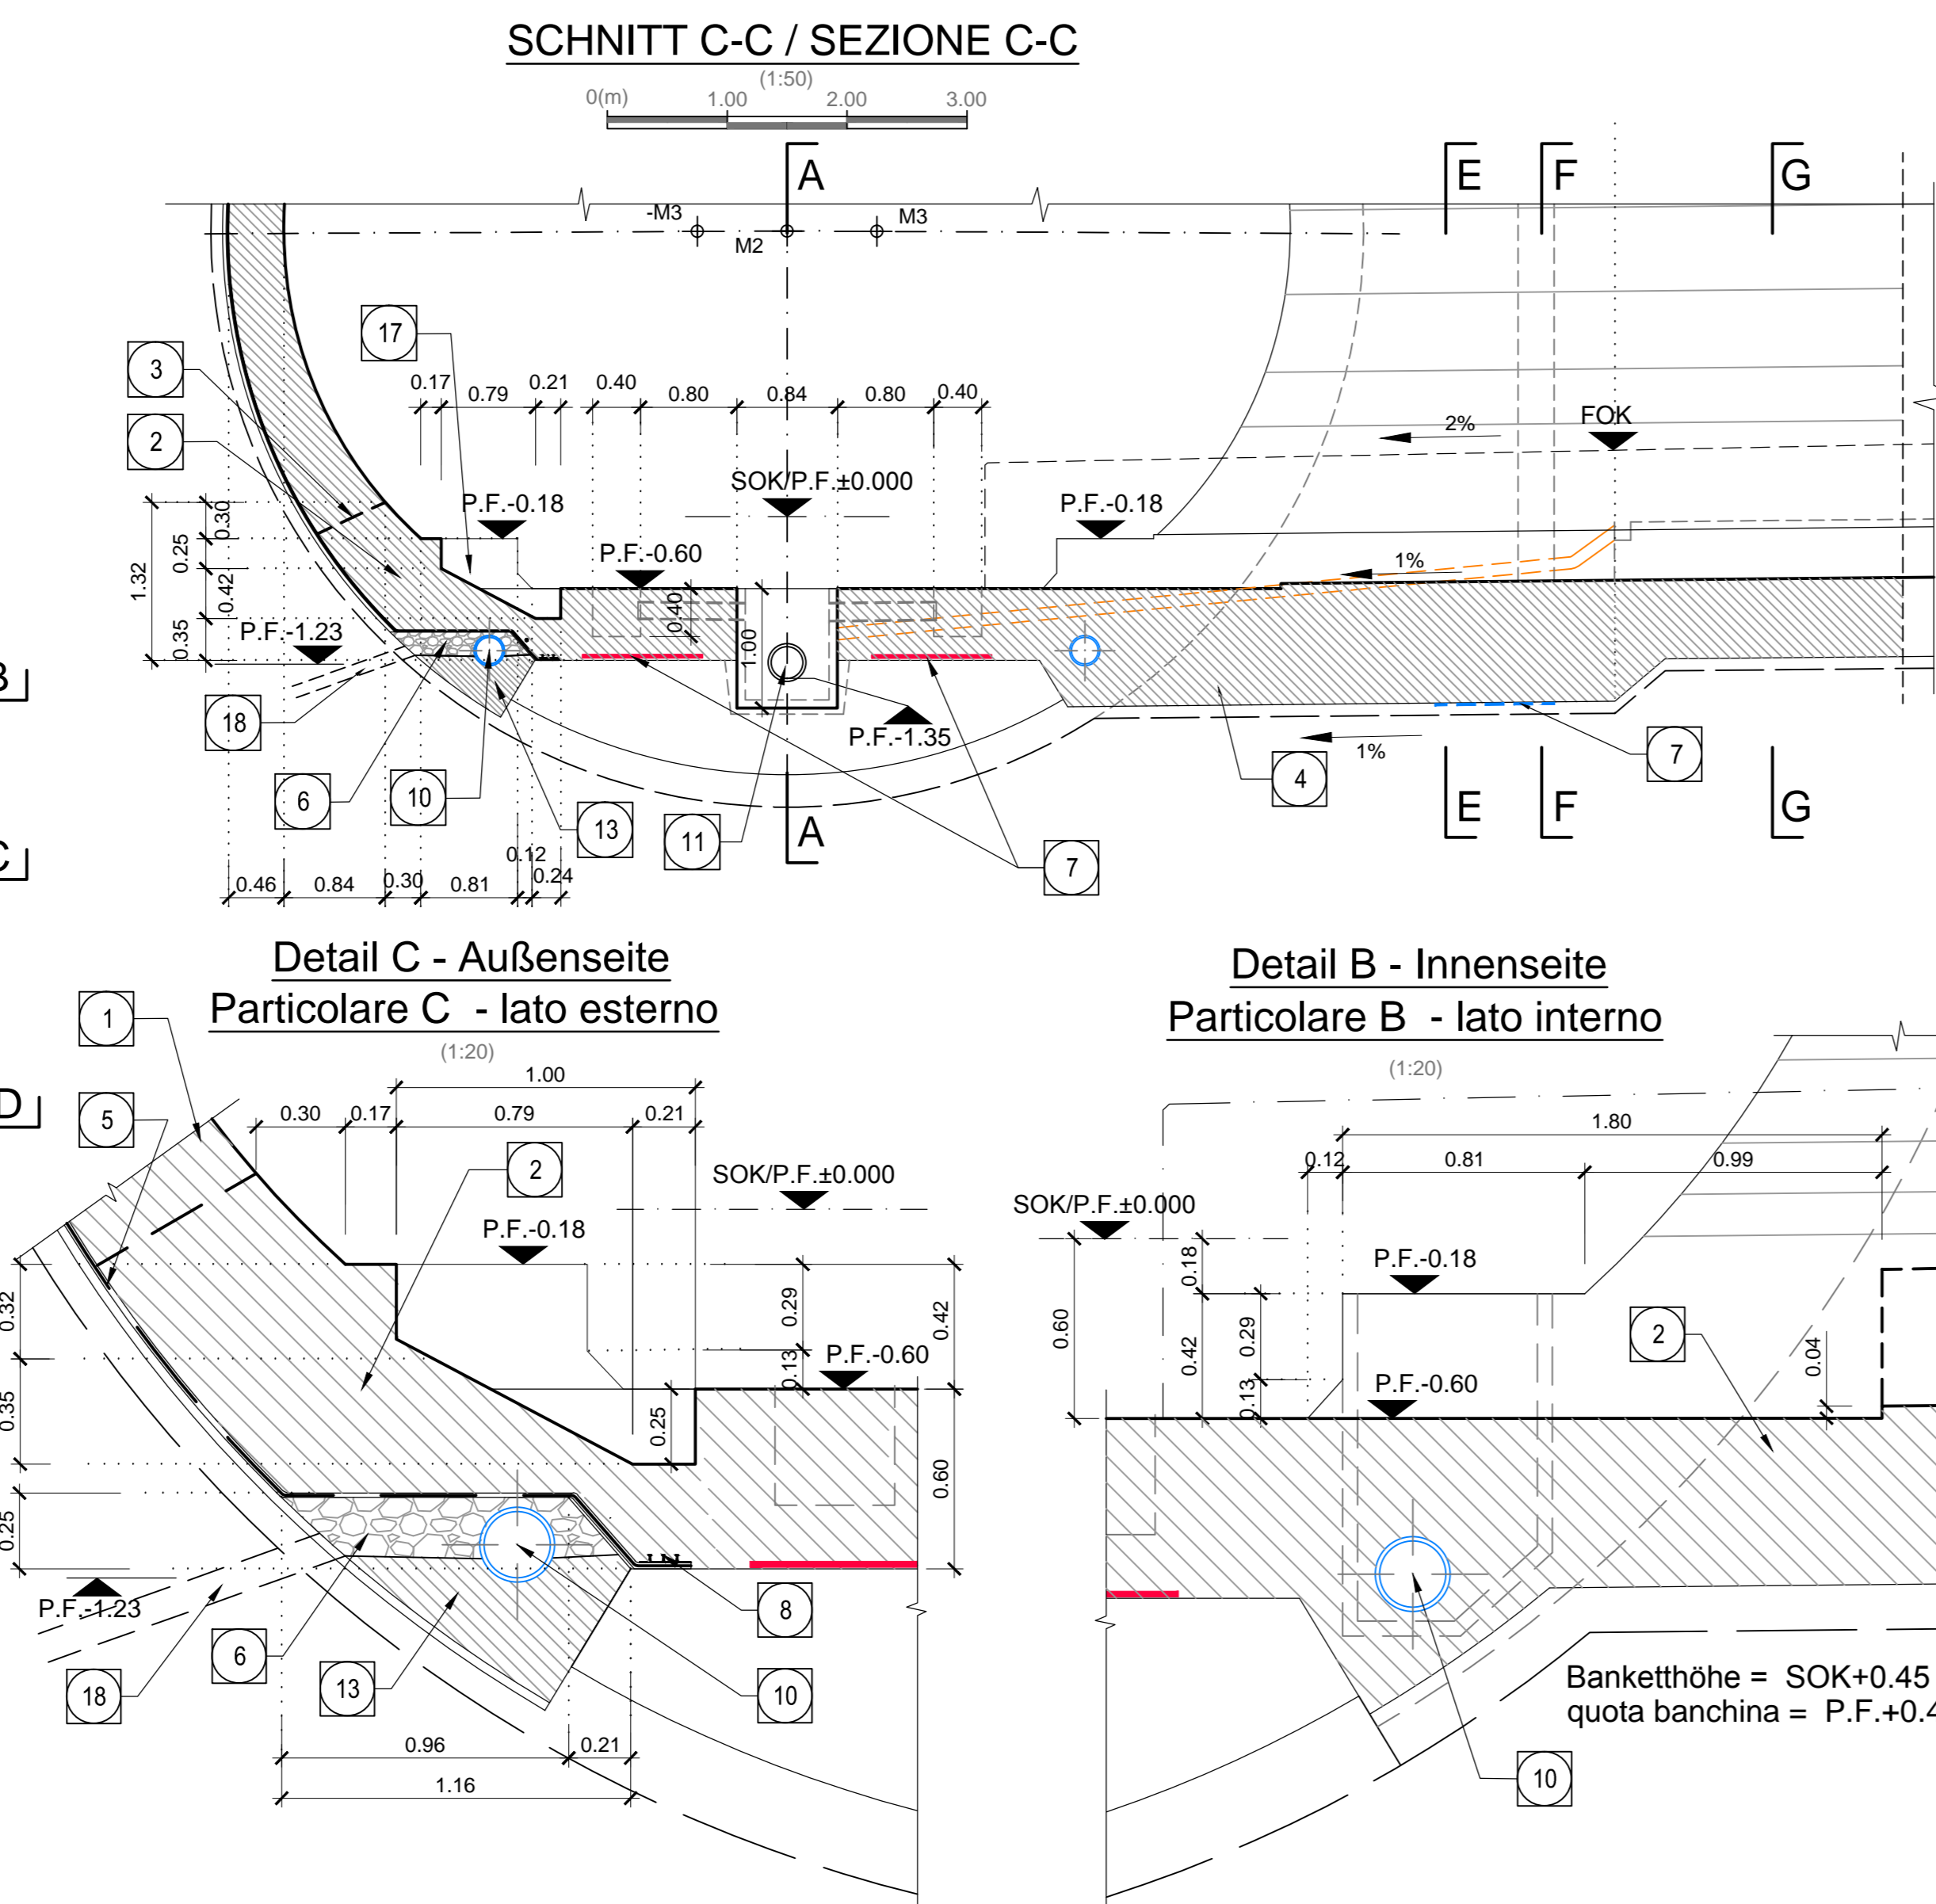 SCHNITT C-C / SEZIONE C-C
(1:50)
0(m) 1.00 2.00 3.00
A E F G
-M3 M2 M3
17
3
2
0.17 0.79 0.21 0.40 0.80 0.84 0.80 0.40
2% FOK
SOK/P.F.±0.000
P.F.-0.18 P.F.-0.18
P.F.-0.60
1%
1.32 0.30 0.25 0.42 0.35
0.40 1.00
P.F.-1.23
B
P.F.-1.35
1%
18 6 10 13 11 7 4 7
A E F G
C
0.12
0.46 0.84 0.30 0.81 0.24
Detail C - Außenseite
Particolare C - lato esterno
(1:20)
1
5
D
1.00
0.30 0.17 0.79 0.21
2
SOK/P.F.±0.000
P.F.-0.18
0.32 0.35 0.25
0.29 0.13 0.42
P.F.-0.60
0.25 0.60
P.F.-1.23
8
6
13
18
10
0.96 0.21
1.16
Detail B - Innenseite
Particolare B - lato interno
(1:20)
1.80
0.12 0.81 0.99
SOK/P.F.±0.000
P.F.-0.18
0.60 0.18 0.42 0.29 0.13
2
0.04
P.F.-0.60
Banketthöhe = SOK+0.45
quota banchina = P.F.+0.4
10